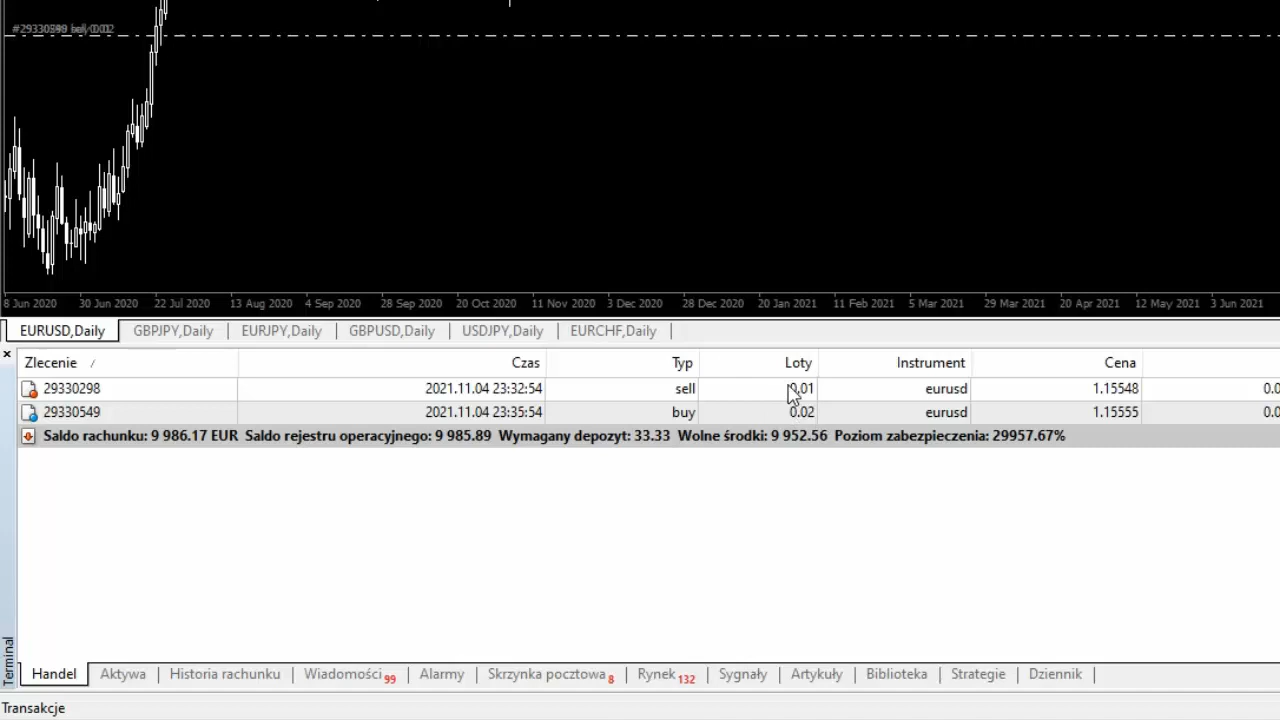 8 Jun 2020 30 Jun 2020 22 Jul 2020 13 Aug 2020 4 Sep 2020 28 Sep 2020 20 Oct 2020 11 Nov 2020 3 Dec 2020 28 Dec 2020 20 Jan 2021 11 Feb 2021 5 Mar 2021 29 Mar 2021 20 Apr 2021 12 May 2021 3 Jun 2021
EURUSD,Daily GBPJPY,Daily EURJPY,Daily GBPUSD,Daily USDJPY,Daily EURCHF,Daily
Zlecenie / Czas Typ Loty Instrument Cena
29330298 2021.11.04 23:32:54 sell 0.01 eurusd 1.15548
29330549 2021.11.04 23:35:54 buy 0.02 eurusd 1.15555
Saldo rachunku: 9 986.17 EUR Saldo rejestru operacyjnego: 9 985.89 Wymagany depozyt: 33.33 Wolne środki: 9 952.56 Poziom zabezpieczenia: 29957.67%
Terminal
Handel Aktywa Historia rachunku Wiadomości 99 Alarmy Skrzynka pocztowa 8 Rynek 132 Sygnały Artykuły Biblioteka Strategie Dziennik
Transakcje